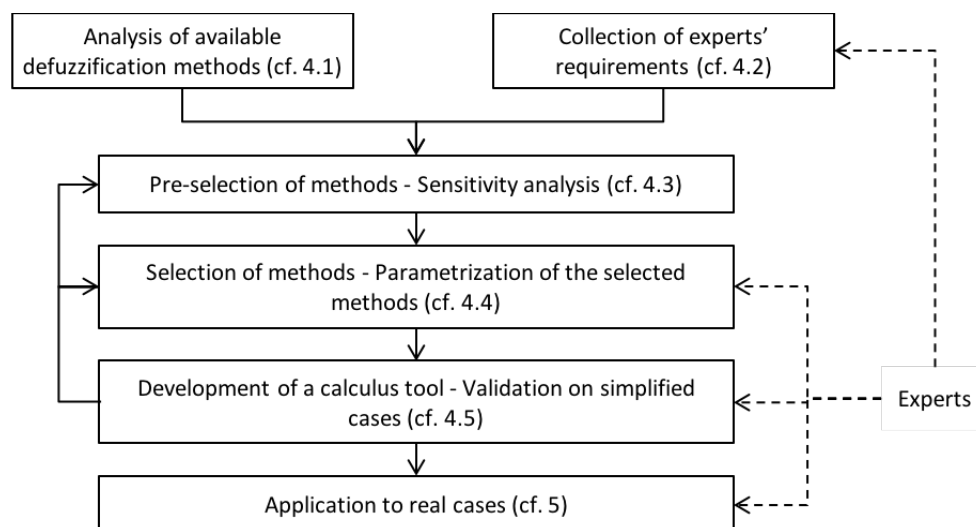 Analysis of available
defuzzification methods (cf. 4.1)
Collection of experts’
requirements (cf. 4.2)
Pre-selection of methods - Sensitivity analysis (cf. 4.3)
Selection of methods - Parametrization of the selected
methods (cf. 4.4)
Development of a calculus tool - Validation on simplified
cases (cf. 4.5)
Experts
Application to real cases (cf. 5)